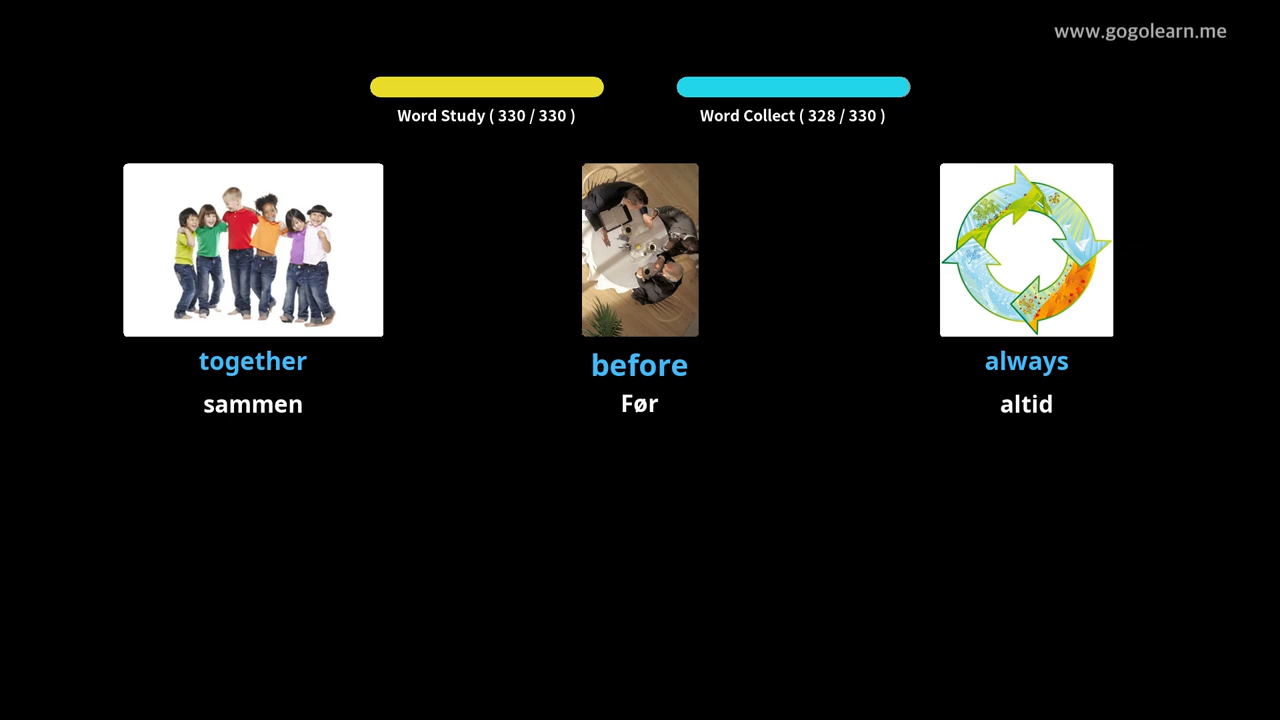 www.gogolearn.me
Word Study ( 330 / 330 )
Word Collect ( 328 / 330 )
together
before
always
sammen
Før
altid